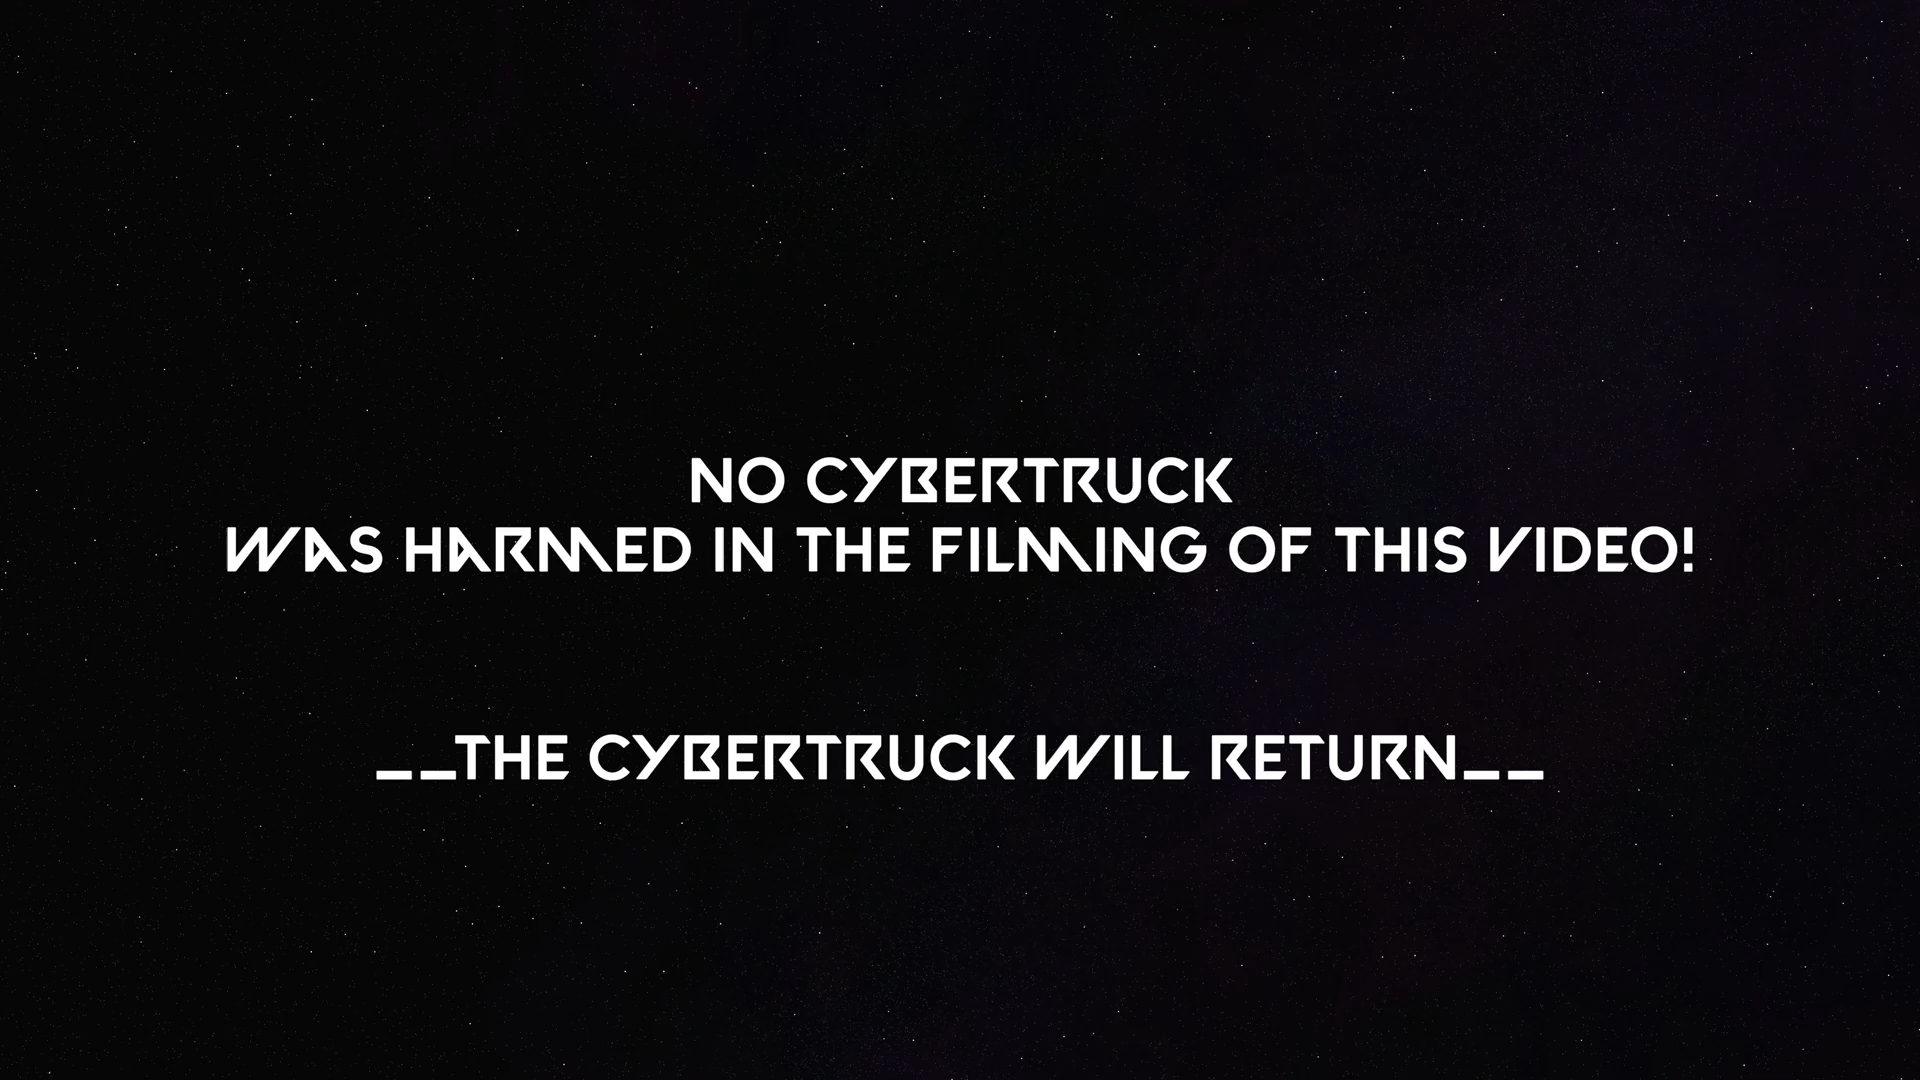 NO CYBERTRUCK
WAS HARMED IN THE FILMING OF THIS VIDEO!
__THE CYBERTRUCK WILL RETURN__